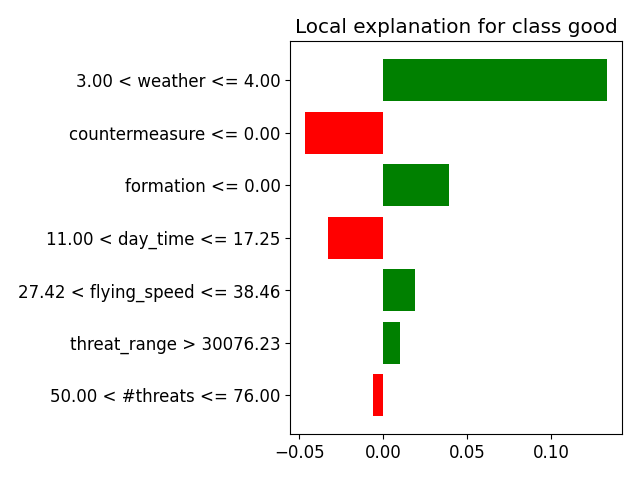 Local explanation for class good
3.00 < weather <= 4.00
countermeasure <= 0.00
formation <= 0.00
11.00 < day_time <= 17.25
27.42 < flying_speed <= 38.46
threat_range > 30076.23
50.00 < #threats <= 76.00
−0.05 0.00 0.05 0.10